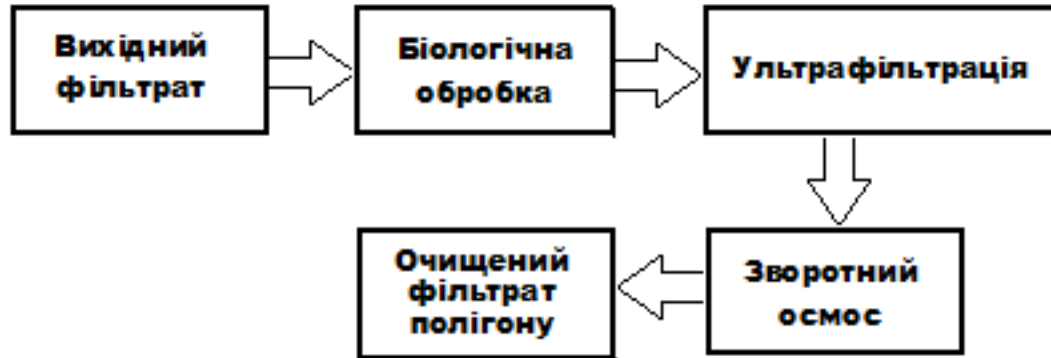 Вихідний
фільтрат
Біологічна
обробка
Ультрафільтрація
Зворотний
осмос
Очищений
фільтрат
полігону